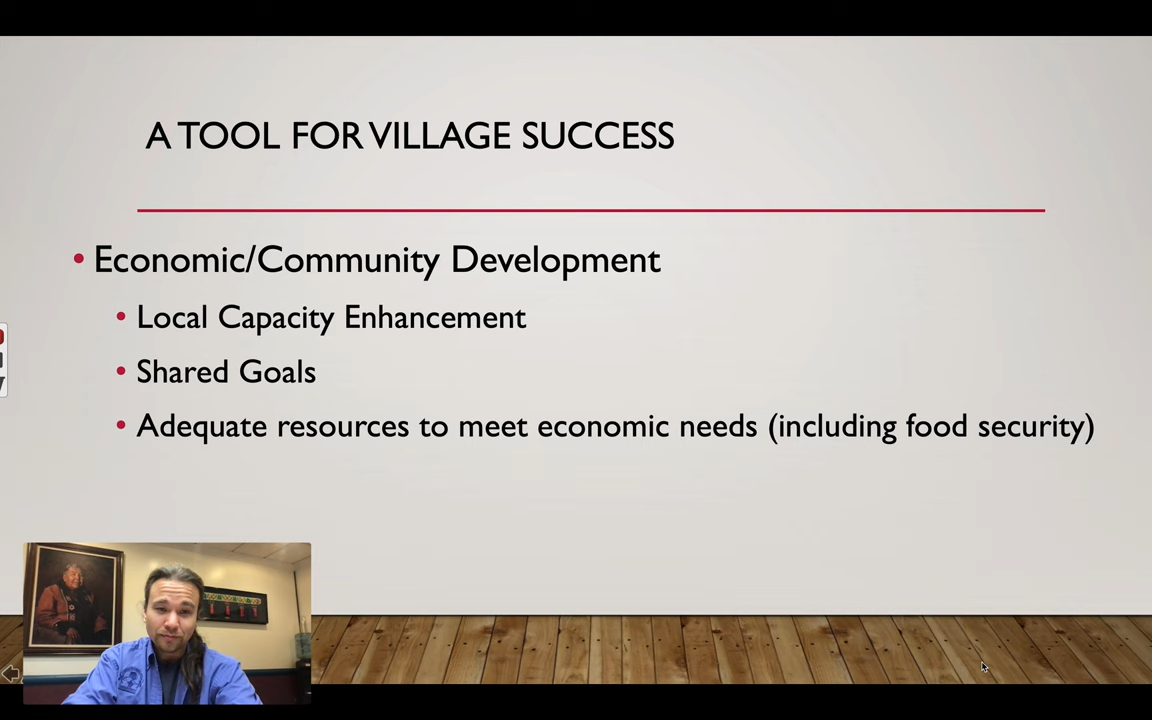 A TOOL FOR VILLAGE SUCCESS
• Economic/Community Development
• Local Capacity Enhancement
• Shared Goals
• Adequate resources to meet economic needs (including food security)